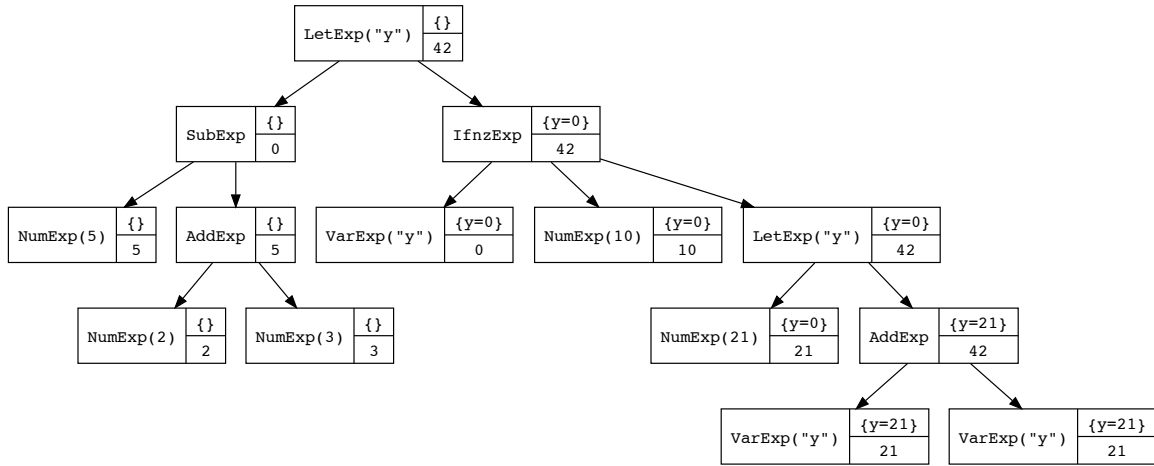 LetExp("y") {} 42
SubExp {} 0
IfnzExp {y=0} 42
NumExp(5) {} 5
AddExp {} 5
VarExp("y") {y=0} 0
NumExp(10) {y=0} 10
LetExp("y") {y=0} 42
NumExp(2) {} 2
NumExp(3) {} 3
NumExp(21) {y=0} 21
AddExp {y=21} 42
VarExp("y") {y=21} 21
VarExp("y") {y=21} 21